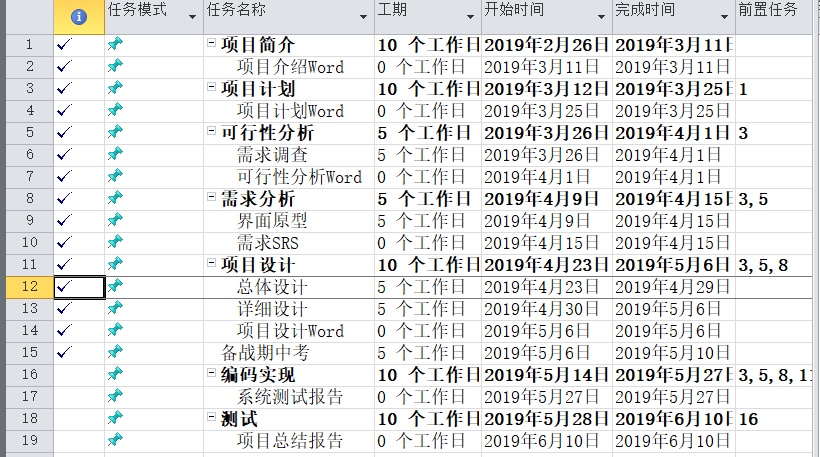 任务模式 任务名称 工期 开始时间 完成时间 前置任务
1 项目简介 10 个工作日 2019年2月26日 2019年3月11日
2 项目介绍Word 0 个工作日 2019年3月11日 2019年3月11日
3 项目计划 10 个工作日 2019年3月12日 2019年3月25日 1
4 项目计划Word 0 个工作日 2019年3月25日 2019年3月25日
5 可行性分析 5 个工作日 2019年3月26日 2019年4月1日 3
6 需求调查 5 个工作日 2019年3月26日 2019年4月1日
7 可行性分析Word 0 个工作日 2019年4月1日 2019年4月1日
8 需求分析 5 个工作日 2019年4月9日 2019年4月15日 3,5
9 界面原型 5 个工作日 2019年4月9日 2019年4月15日
10 需求SRS 0 个工作日 2019年4月15日 2019年4月15日
11 项目设计 10 个工作日 2019年4月23日 2019年5月6日 3,5,8
12 总体设计 5 个工作日 2019年4月23日 2019年4月29日
13 详细设计 5 个工作日 2019年4月30日 2019年5月6日
14 项目设计Word 0 个工作日 2019年5月6日 2019年5月6日
15 备战期中考 5 个工作日 2019年5月6日 2019年5月10日
16 编码实现 10 个工作日 2019年5月14日 2019年5月27日 3,5,8,11
17 系统测试报告 0 个工作日 2019年5月27日 2019年5月27日
18 测试 10 个工作日 2019年5月28日 2019年6月10日 16
19 项目总结报告 0 个工作日 2019年6月10日 2019年6月10日